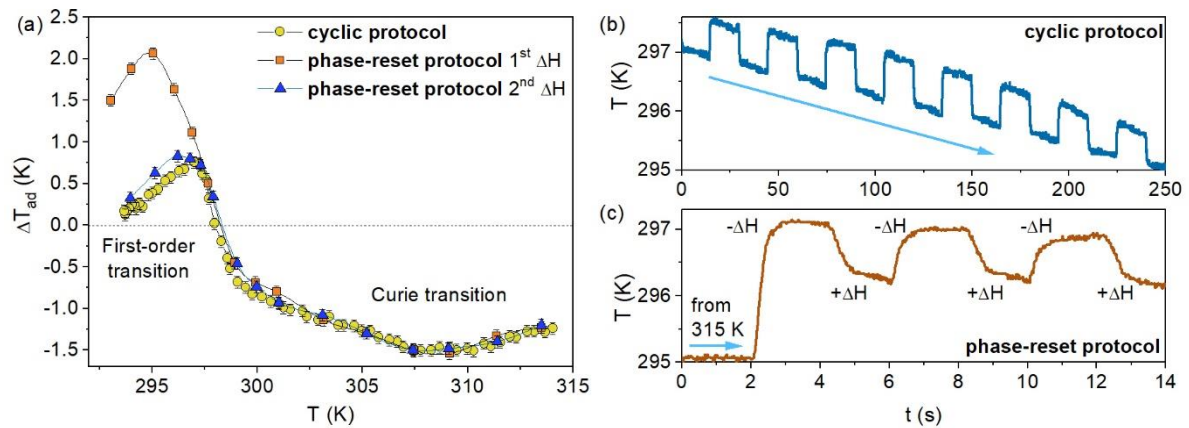 (a)
2.5
2.0
1.5
1.0
0.5
0.0
-0.5
-1.0
-1.5
ΔT_ad (K)
cyclic protocol
phase-reset protocol 1st ΔH
phase-reset protocol 2nd ΔH
First-order
transition
Curie transition
295 300 305 310 315
T (K)
(b)
cyclic protocol
297
296
295
T (K)
0 50 100 150 200 250
(c)
297
296
295
T (K)
-ΔH -ΔH -ΔH
+ΔH +ΔH +ΔH
from
315 K
phase-reset protocol
0 2 4 6 8 10 12 14
t (s)